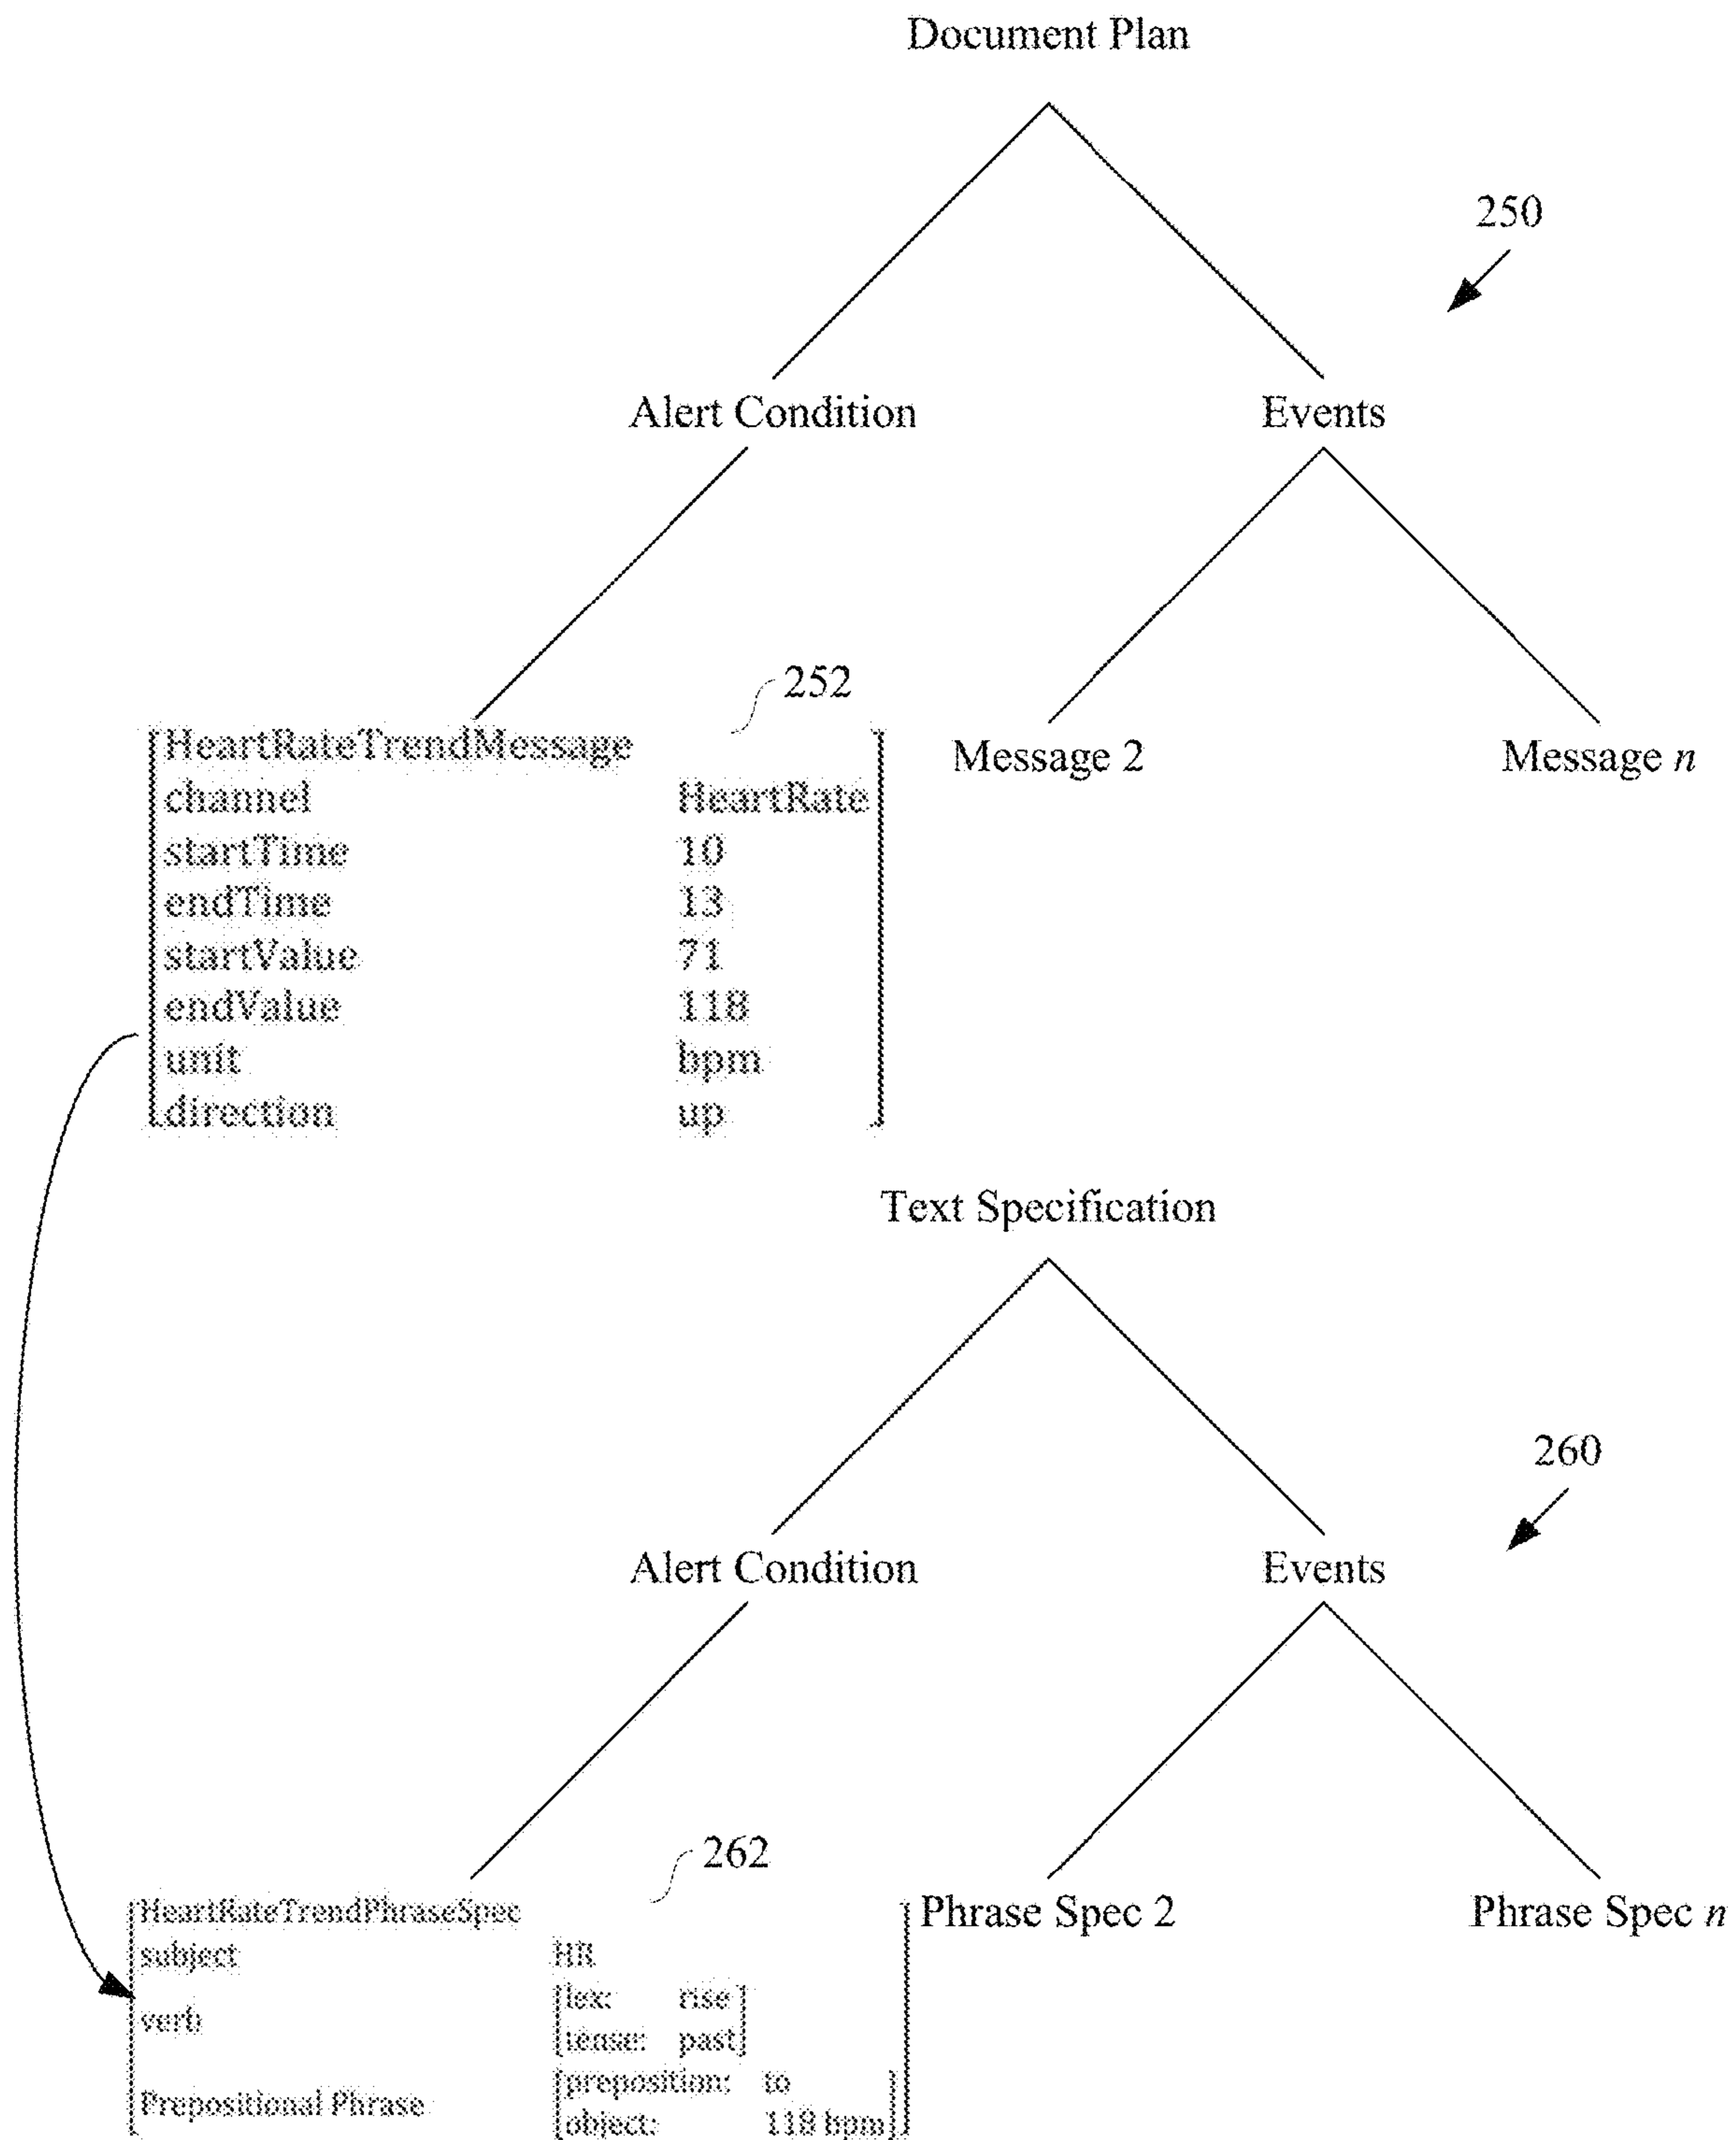 Document Plan
250
Alert Condition Events
252
HeartRateTrendMessage
channel HeartRate
startTime 10
endTime 13
startValue 71
endValue 118
unit bpm
direction up
Message 2 Message n
Text Specification
260
Alert Condition Events
262
HeartRateTrendPhraseSpec
subject HR
verb
lex: rise
tense: past
Prepositional Phrase
preposition: to
object: 118 bpm
Phrase Spec 2 Phrase Spec n